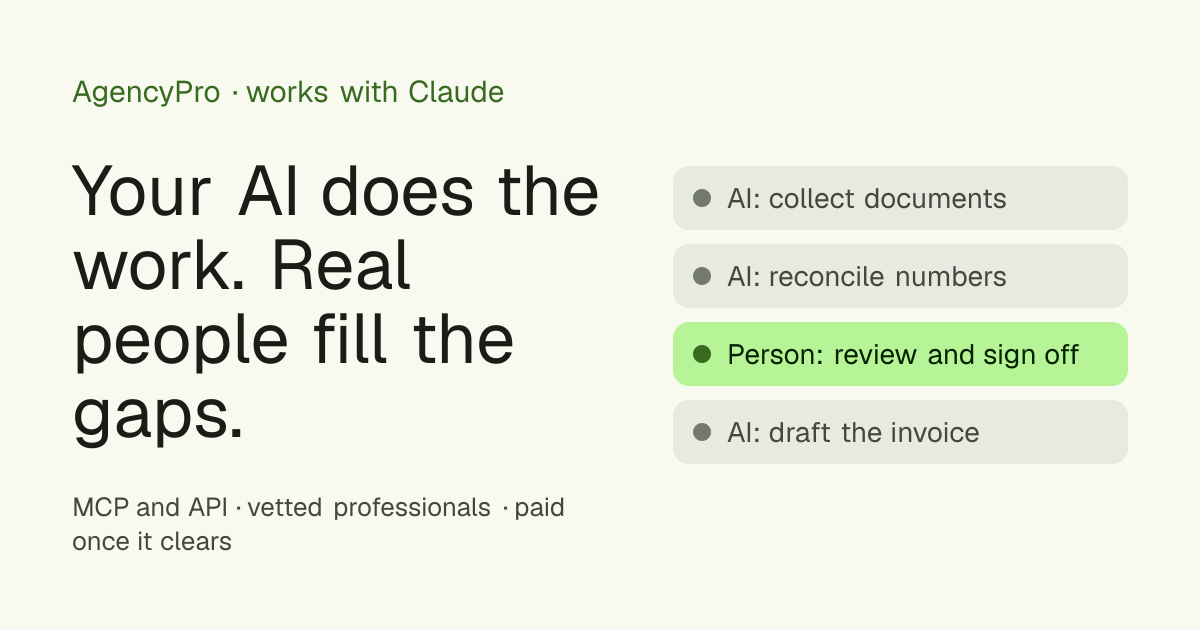 AgencyPro · works with Claude
Your AI does the
work. Real
people fill the
gaps.
MCP and API · vetted professionals · paid
once it clears
AI: collect documents
AI: reconcile numbers
Person: review and sign off
AI: draft the invoice